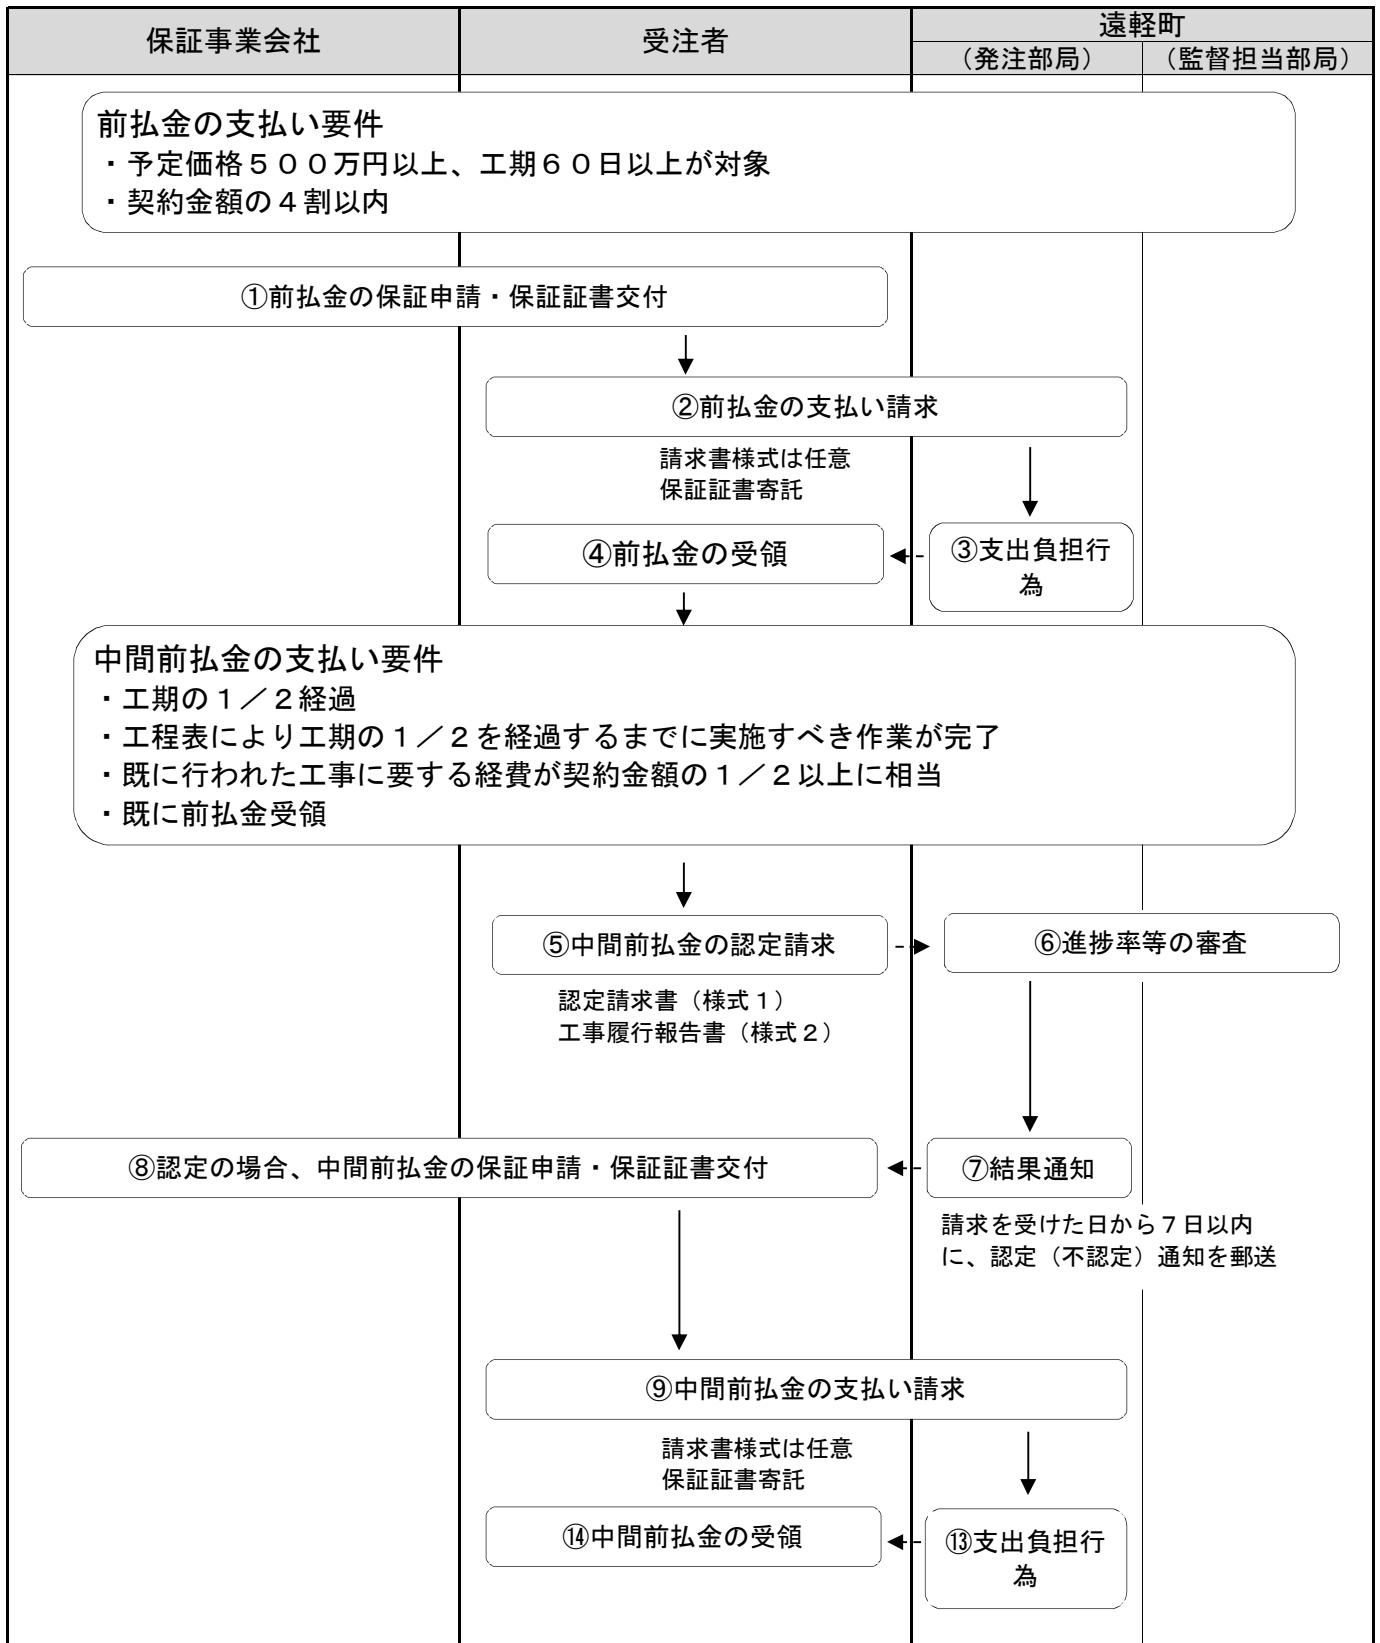 保証事業会社
受注者
遠軽町
（発注部局）
（監督担当部局）
前払金の支払い要件
・予定価格５００万円以上、工期６０日以上が対象
・契約金額の４割以内
①前払金の保証申請・保証証書交付
②前払金の支払い請求
請求書様式は任意
保証証書寄託
④前払金の受領
③支出負担行
為
中間前払金の支払い要件
・工期の１／２経過
・工程表により工期の１／２を経過するまでに実施すべき作業が完了
・既に行われた工事に要する経費が契約金額の１／２以上に相当
・既に前払金受領
⑤中間前払金の認定請求
⑥進捗率等の審査
認定請求書（様式１）
工事履行報告書（様式２）
⑧認定の場合、中間前払金の保証申請・保証証書交付
⑦結果通知
請求を受けた日から７日以内
に、認定（不認定）通知を郵送
⑨中間前払金の支払い請求
請求書様式は任意
保証証書寄託
⑭中間前払金の受領
⑬支出負担行
為